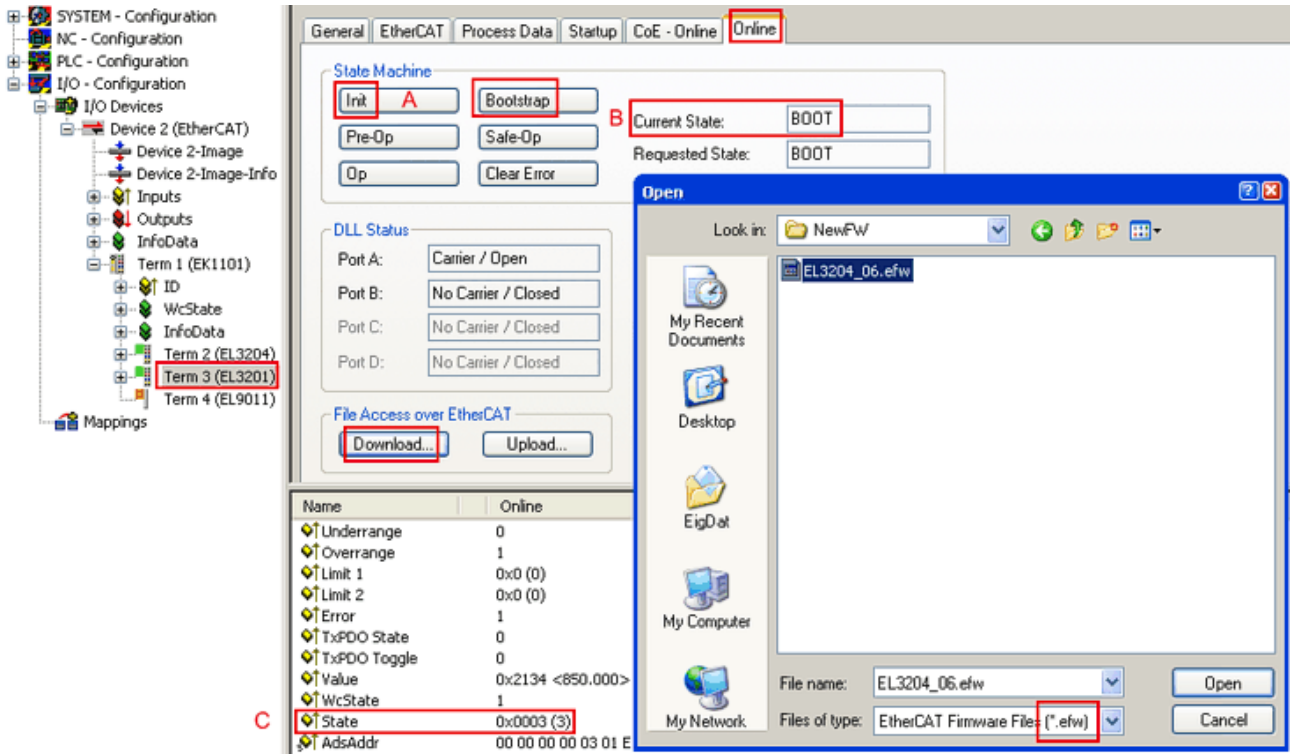 SYSTEM - Configuration
NC - Configuration
PLC - Configuration
I/O - Configuration
I/O Devices
Device 2 (EtherCAT)
Device 2-Image
Device 2-Image-Info
Inputs
Outputs
InfoData
Term 1 (EK1101)
ID
WcState
InfoData
Term 2 (EL3204)
Term 3 (EL3201)
Term 4 (EL9011)
Mappings
General EtherCAT Process Data Startup CoE - Online Online
State Machine
Init A Bootstrap
Pre-Op Safe-Op
Op Clear Error
B Current State: BOOT
Requested State: BOOT
DLL Status
Port A: Carrier / Open
Port B: No Carrier / Closed
Port C: No Carrier / Closed
Port D: No Carrier / Closed
File Access over EtherCAT
Download... Upload...
Name Online
Underrange 0
Overrange 1
Limit 1 0x0 (0)
Limit 2 0x0 (0)
Error 1
TxPDO State 0
TxPDO Toggle 0
Value 0x2134 <850.000>
WcState 1
C State 0x0003 (3)
AdsAddr 00 00 00 00 03 01 E
Open
Look in: NewFW
EL3204_06.efw
My Recent
Documents
Desktop
EigDat
My Computer
My Network
File name: EL3204_06.efw Open
Files of type: EtherCAT Firmware Files (*.efw) Cancel